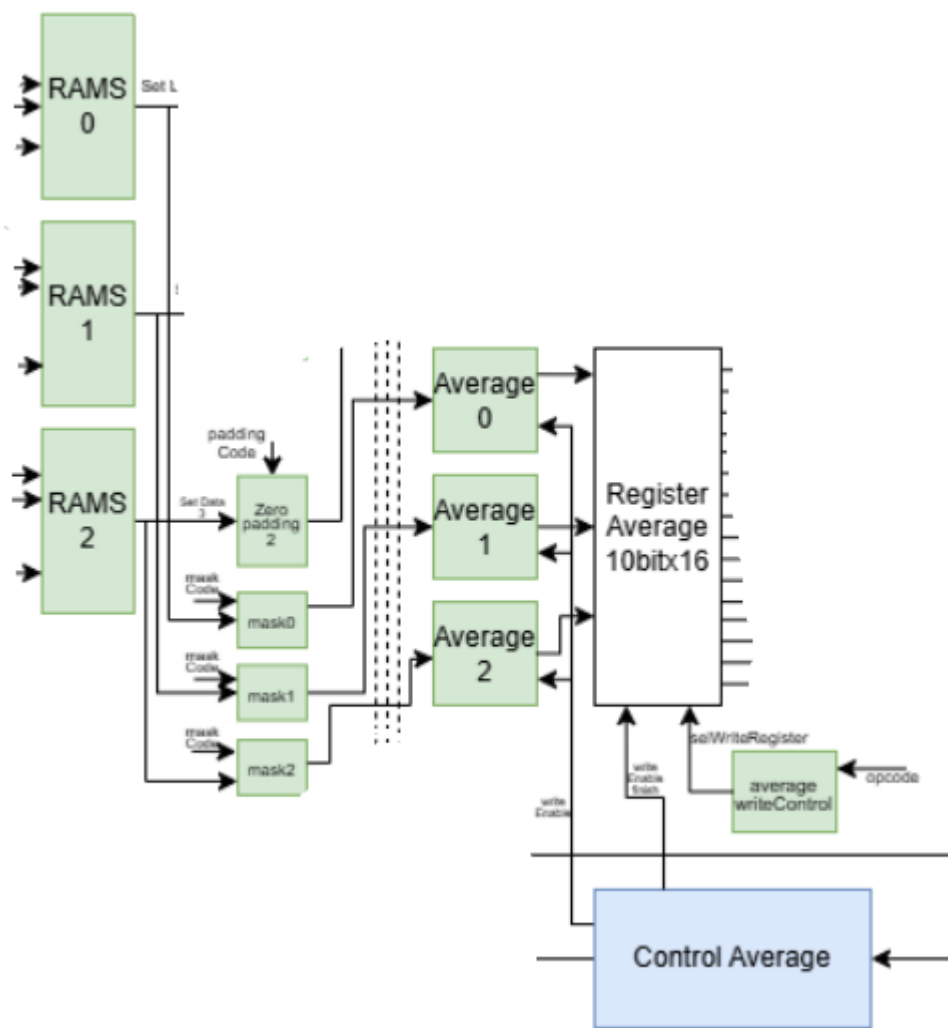 RAMS
0
Set L
RAMS
1
RAMS
2
Set Data
3
padding
Code
Zero
padding
2
mask
Code
mask0
mask
Code
mask1
mask
Code
mask2
Average
0
Average
1
Average
2
Register
Average
10bitx16
selWriteRegister
write
Enable
finish
average
writeControl
opcode
write
Enable
Control Average